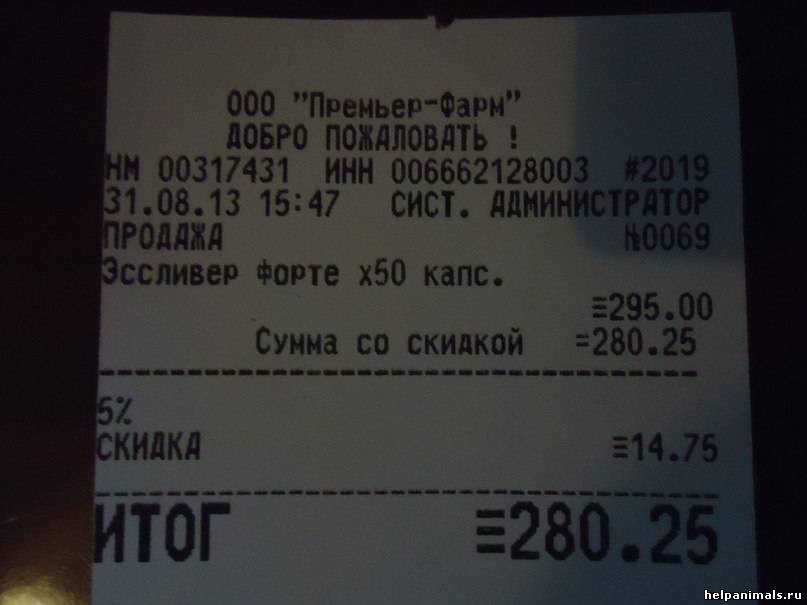 ООО "Премьер-Фарм"
ДОБРО ПОЖАЛОВАТЬ !
НМ 00317431 ИНН 006662128003 #2019
31.08.13 15:47 СИСТ. АДМИНИСТРАТОР
ПРОДАЖА №0069
Эссливер форте х50 капс.
≡295.00
Сумма со скидкой =280.25
5%
СКИДКА ≡14.75
ИТОГ ≡280.25
helpanimals.ru